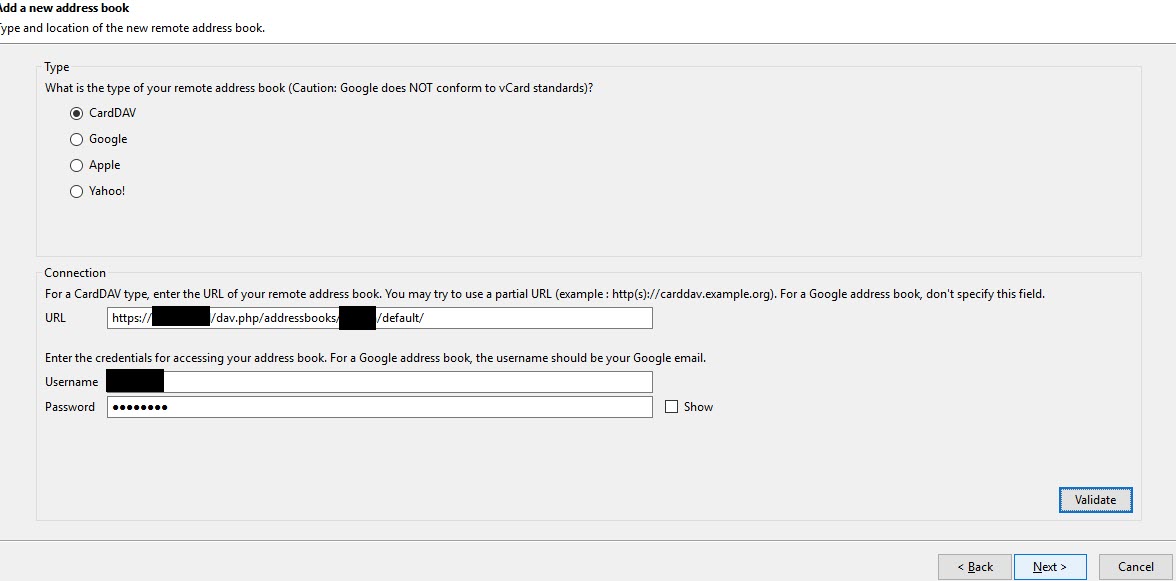 Add a new address book
Type and location of the new remote address book.
Type
What is the type of your remote address book (Caution: Google does NOT conform to vCard standards)?
CardDAV
Google
Apple
Yahoo!
Connection
For a CardDAV type, enter the URL of your remote address book. You may try to use a partial URL (example : http(s)://carddav.example.org). For a Google address book, don't specify this field.
URL https:// /dav.php/addressbooks/ /default/
Enter the credentials for accessing your address book. For a Google address book, the username should be your Google email.
Username
Password ●●●●●●●● Show
Validate
< Back Next > Cancel